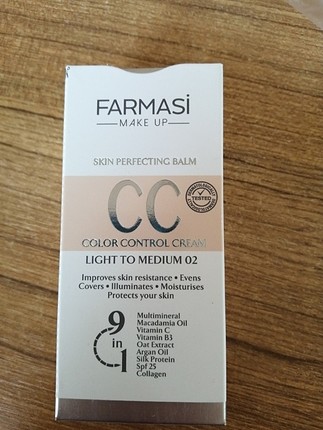 FARMASİ
MAKE UP
SKIN PERFECTING BALM
CC
TESTED
COLOR CONTROL CREAM
LIGHT TO MEDIUM 02
Improves skin resistance • Evens
Covers • Illuminates • Moisturises
Protects your skin
9 in 1
Multimineral
Macadamia Oil
Vitamin C
Vitamin B3
Oat Extract
Argan Oil
Silk Protein
Spf 25
Collagen